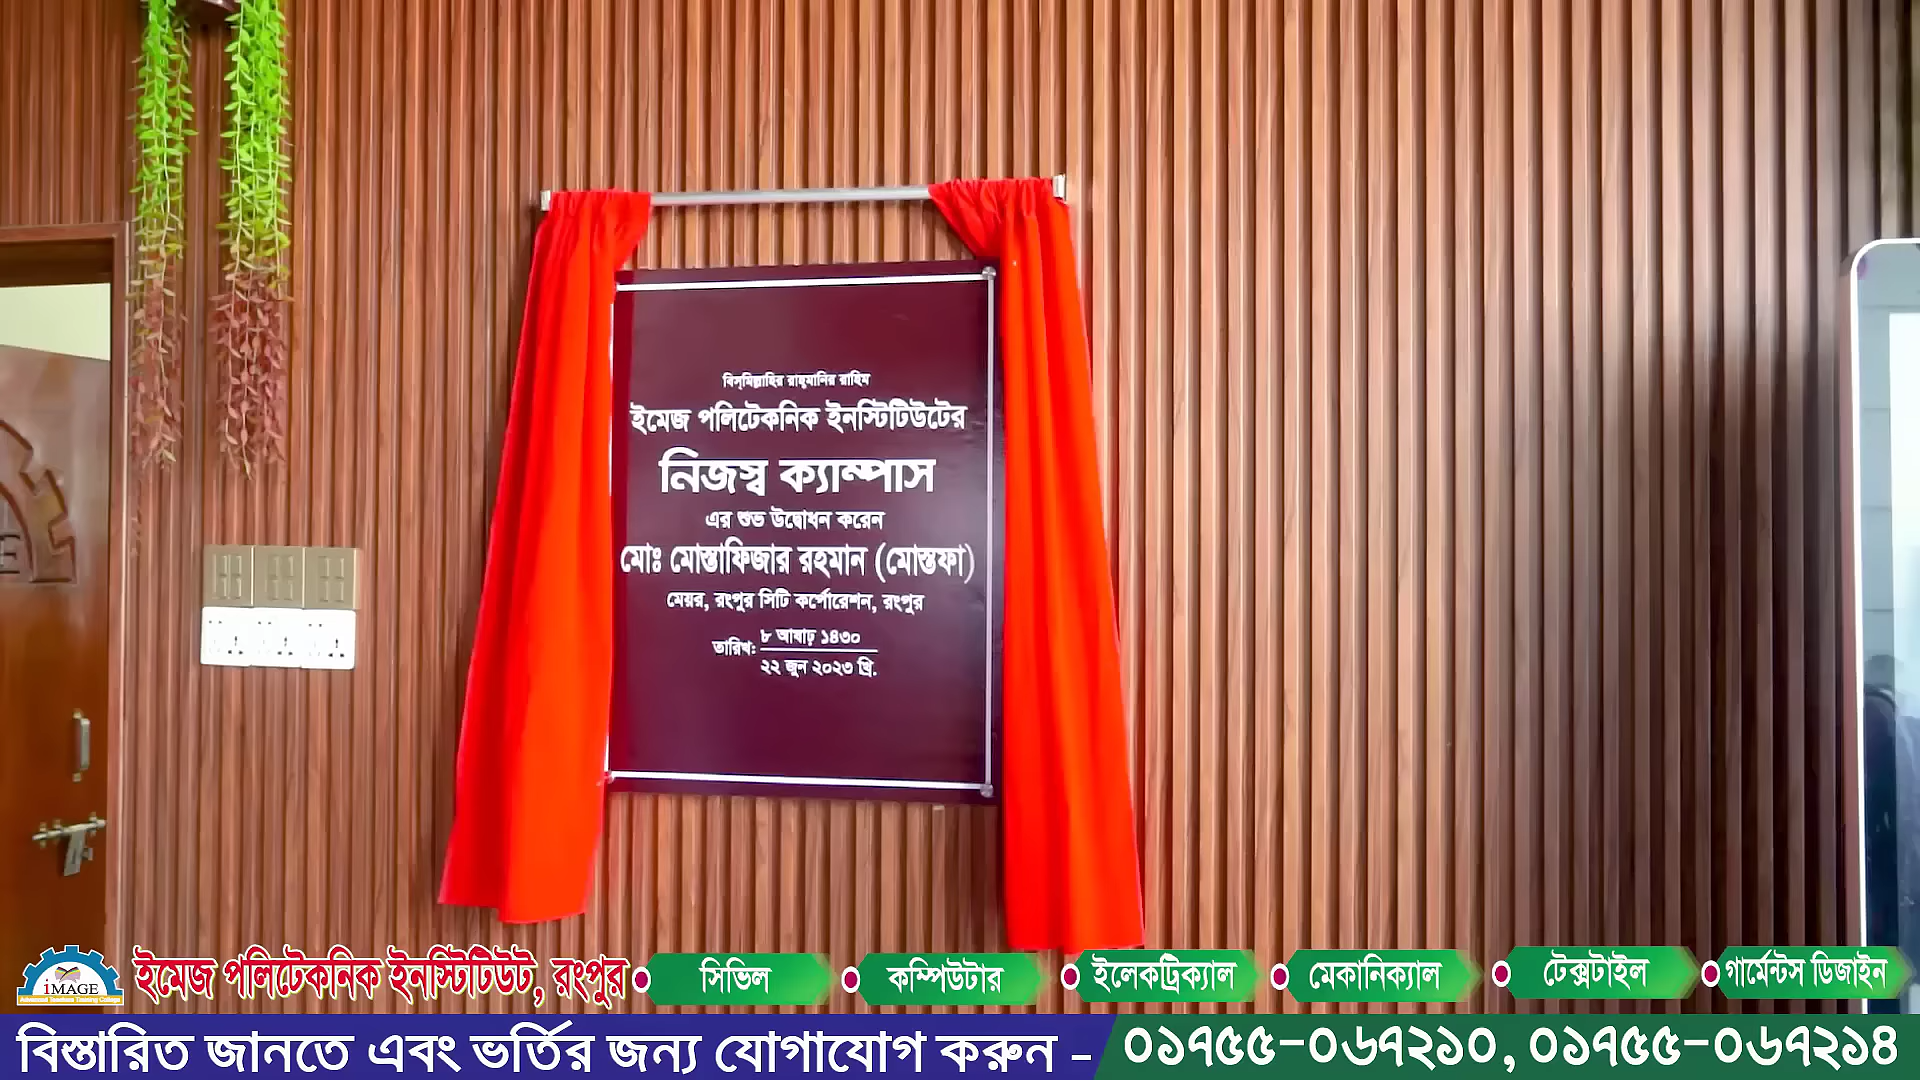 বিস্‌মিল্লাহির রাহ্‌মানির রাহিম
ইমেজ পলিটেকনিক ইনস্টিটিউটের
নিজস্ব ক্যাম্পাস
এর শুভ উদ্বোধন করেন
মোঃ মোস্তাফিজার রহমান (মোস্তফা)
মেয়র, রংপুর সিটি কর্পোরেশন, রংপুর
তারিখ: ৮ আষাঢ় ১৪৩০
২২ জুন ২০২৩ খ্রি.
E
iMAGE
ইমেজ পলিটেকনিক ইনস্টিটিউট, রংপুর
সিভিল
কম্পিউটার
ইলেকট্রিক্যাল
মেকানিক্যাল
টেক্সটাইল
গার্মেন্টস ডিজাইন
বিস্তারিত জানতে এবং ভর্তির জন্য যোগাযোগ করুন - ০১৭৫৫-০৬৭২১০, ০১৭৫৫-০৬৭২১৪